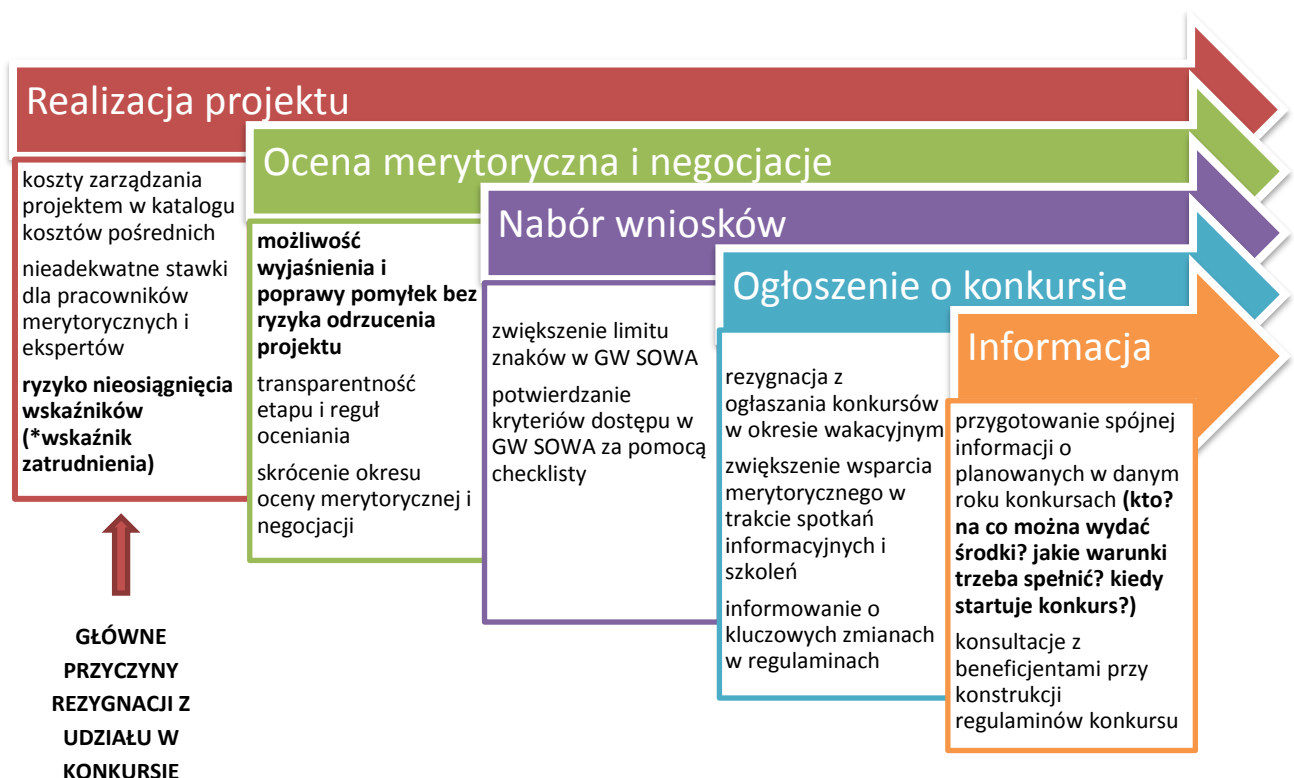 Realizacja projektu
koszty zarządzania
projektem w katalogu
kosztów pośrednich
nieadekwatne stawki
dla pracowników
merytorycznych i
ekspertów
ryzyko nieosiągnięcia
wskaźników
(*wskaźnik
zatrudnienia)
GŁÓWNE
PRZYCZYNY
REZYGNACJI Z
UDZIAŁU W
KONKURSIE
Ocena merytoryczna i negocjacje
możliwość
wyjaśnienia i
poprawy pomyłek bez
ryzyka odrzucenia
projektu
transparentność
etapu i reguł
oceniania
skrócenie okresu
oceny merytorycznej i
negocjacji
Nabór wniosków
zwiększenie limitu
znaków w GW SOWA
potwierdzanie
kryteriów dostępu w
GW SOWA za pomocą
checklisty
Ogłoszenie o konkursie
rezygnacja z
ogłaszania konkursów
w okresie wakacyjnym
zwiększenie wsparcia
merytorycznego w
trakcie spotkań
informacyjnych i
szkoleń
informowanie o
kluczowych zmianach
w regulaminach
Informacja
przygotowanie spójnej
informacji o
planowanych w danym
roku konkursach (kto?
na co można wydać
środki? jakie warunki
trzeba spełnić? kiedy
startuje konkurs?)
konsultacje z
beneficjentami przy
konstrukcji
regulaminów konkursu